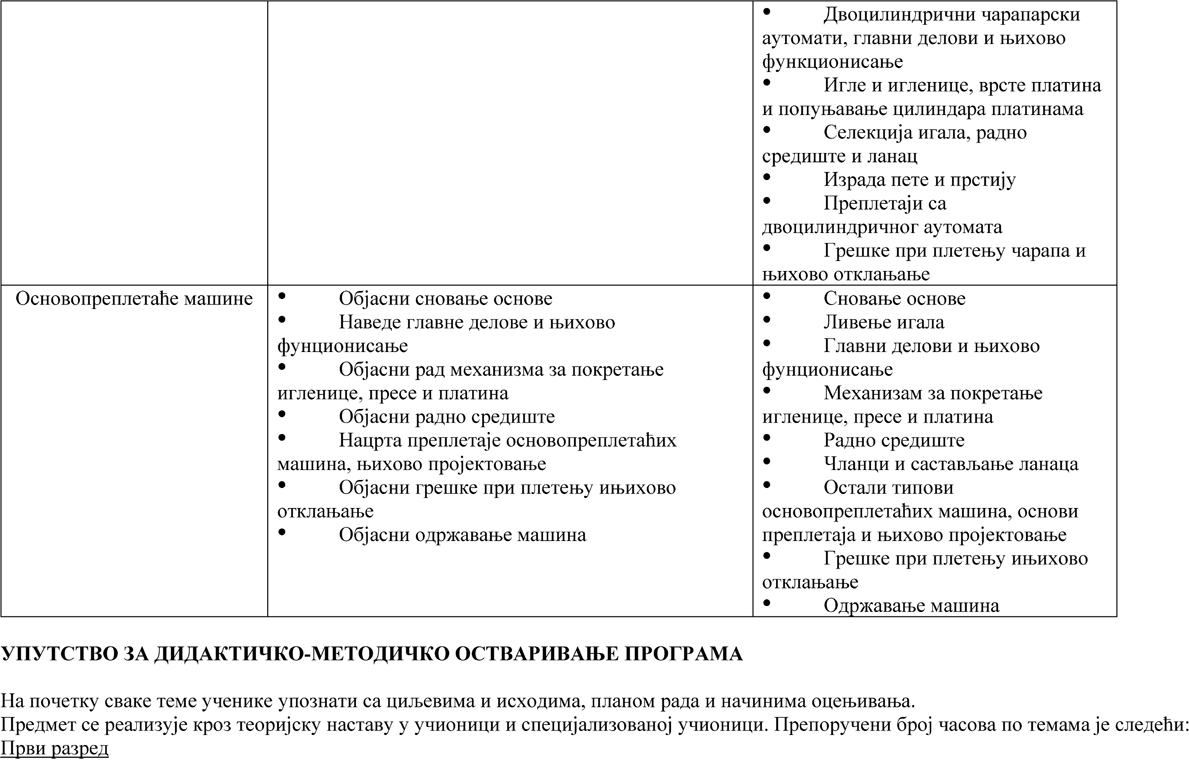 • Двоцилиндрични чарапарски
аутомати, главни делови и њихово
функционисање
• Игле и игленице, врсте платина
и попуњавање цилиндара платинама
• Селекција игала, радно
средиште и ланац
• Израда пете и прстију
• Преплетаји са
двоцилиндричног аутомата
• Грешке при плетењу чарапа и
њихово отклањање
Основопреплетаће машине
• Објасни сновање основе
• Наведе главне делове и њихово
фунционисање
• Објасни рад механизма за покретање
игленице, пресе и платина
• Објасни радно средиште
• Нацрта преплетаје основопреплетаћих
машина, њихово пројектовање
• Објасни грешке при плетењу ињихово
отклањање
• Објасни одржавање машина
• Сновање основе
• Ливење игала
• Главни делови и њихово
фунционисање
• Механизам за покретање
игленице, пресе и платина
• Радно средиште
• Чланци и састављање ланаца
• Остали типови
основопреплетаћих машина, основи
преплетаја и њихово пројектовање
• Грешке при плетењу ињихово
отклањање
• Одржавање машина
УПУТСТВО ЗА ДИДАКТИЧКО-МЕТОДИЧКО ОСТВАРИВАЊЕ ПРОГРАМА
На почетку сваке теме ученике упознати са циљевима и исходима, планом рада и начинима оцењивања.
Предмет се реализује кроз теоријску наставу у учионици и специјализованој учионици. Препоручени број часова по темама је следећи:
Први разред